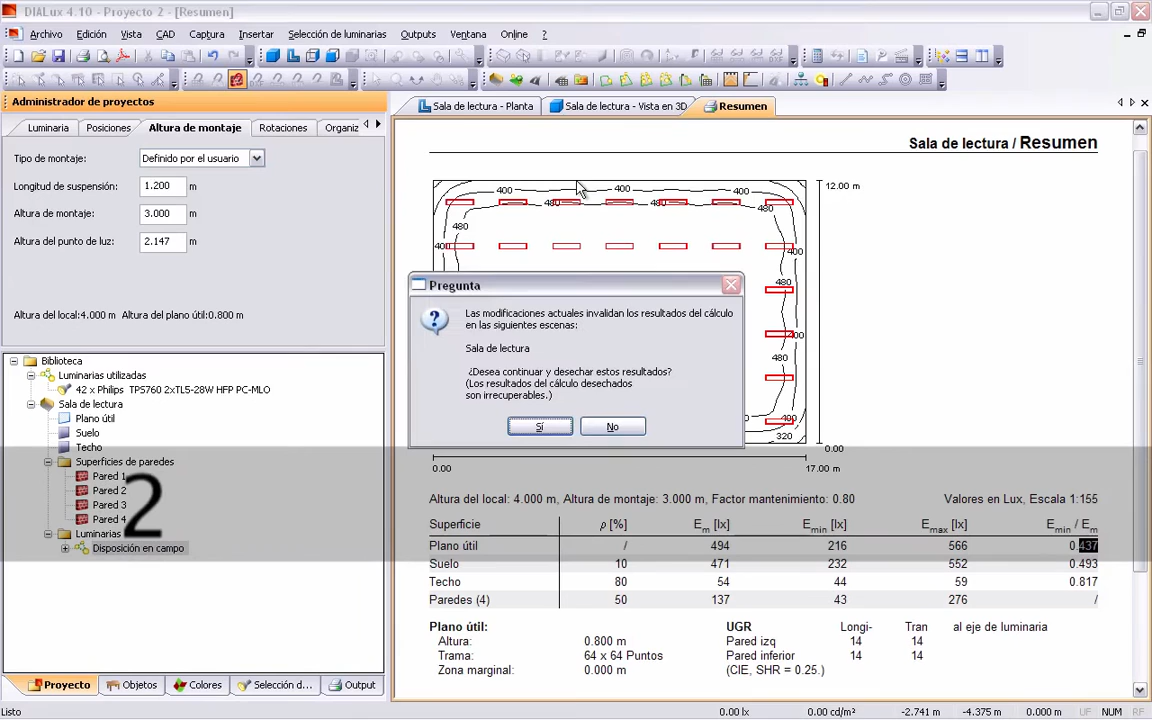 DIALux 4.10 - Proyecto 2 - [Resumen]
Archivo Edición Vista CAD Captura Insertar Selección de luminarias Outputs Ventana Online ?
Administrador de proyectos
Luminaria Posiciones Altura de montaje Rotaciones Organiz
Tipo de montaje: Definido por el usuario
Longitud de suspensión: 1.200 m
Altura de montaje: 3.000 m
Altura del punto de luz: 2.147 m
Altura del local:4.000 m Altura del plano útil:0.800 m
Biblioteca
Luminarias utilizadas
42 x Philips TPS760 2xTL5-28W HFP PC-MLO
Sala de lectura
Plano útil
Suelo
Techo
Superficies de paredes
Pared 1
Pared 2
Pared 3
Pared 4
Luminarias
Disposición en campo
2
Proyecto Objetos Colores Selección d... Output
Sala de lectura - Planta Sala de lectura - Vista en 3D Resumen
Sala de lectura / Resumen
12.00 m
400 400 400
480 480 480
480 400
400 480
400
480
400
320 0.00
0.00 17.00 m
Pregunta
Las modificaciones actuales invalidan los resultados del cálculo
en las siguientes escenas:
Sala de lectura
¿Desea continuar y desechar estos resultados?
(Los resultados del cálculo desechados
son irrecuperables.)
Sí No
Altura del local: 4.000 m, Altura de montaje: 3.000 m, Factor mantenimiento: 0.80 Valores en Lux, Escala 1:155
Superficie ρ [%] Em [lx] Emin [lx] Emax [lx] Emin / Em
Plano útil / 494 216 566 0.437
Suelo 10 471 232 552 0.493
Techo 80 54 44 59 0.817
Paredes (4) 50 137 43 276 /
Plano útil: UGR Longi- Tran al eje de luminaria
Altura: 0.800 m Pared izq 14 14
Trama: 64 x 64 Puntos Pared inferior 14 14
Zona marginal: 0.000 m (CIE, SHR = 0.25.)
Listo 0.00 lx 0.00 cd/m² -2.741 m -4.375 m 0.000 m UF NUM RF